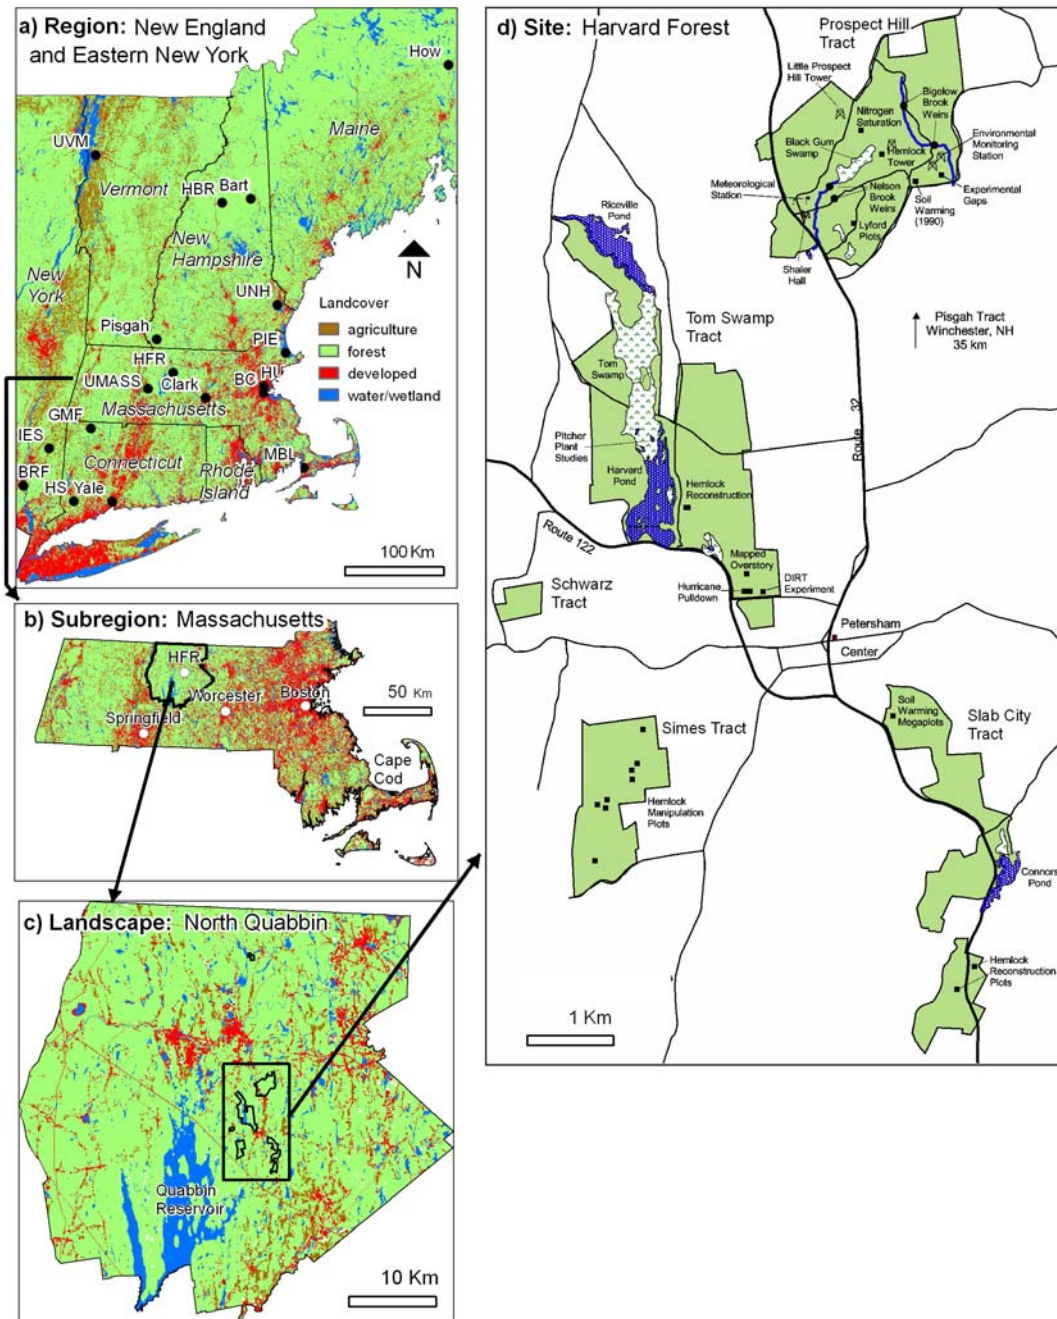 a) Region: New England
and Eastern New York
How
Maine
UVM
Vermont
HBR
Bart
New
Hampshire
N
New
York
UNH
Landcover
agriculture
forest
developed
water/wetland
Pisgah
PIE
HFR
UMASS
Clark
BC
HU
Massachusetts
GMF
IES
Connecticut
Rhode
Island
MBL
BRF
HS
Yale
100 Km
b) Subregion: Massachusetts
HFR
50 Km
Worcester
Boston
Springfield
Cape
Cod
c) Landscape: North Quabbin
Quabbin
Reservoir
10 Km
d) Site: Harvard Forest
Prospect Hill
Tract
Little Prospect
Hill Tower
Bigelow
Brook
Weirs
Nitrogen
Saturation
Environmental
Monitoring
Station
Black Gum
Swamp
Hemlock
Tower
Meteorological
Station
Nelson
Brook
Weirs
Soil
Warming
(1990)
Experimental
Gaps
Lyford
Plots
Shaler
Hall
Riceville
Pond
Pisgah Tract
Winchester, NH
35 km
Tom Swamp
Tract
Tom
Swamp
Route 32
Pitcher
Plant
Studies
Harvard
Pond
Hemlock
Reconstruction
Route 122
Mapped
Overstory
Schwarz
Tract
Hurricane
Pulldown
DIRT
Experiment
Petersham
Center
Soil
Warming
Megaplots
Slab City
Tract
Simes Tract
Hemlock
Manipulation
Plots
Connors
Pond
Hemlock
Reconstruction
Plots
1 Km